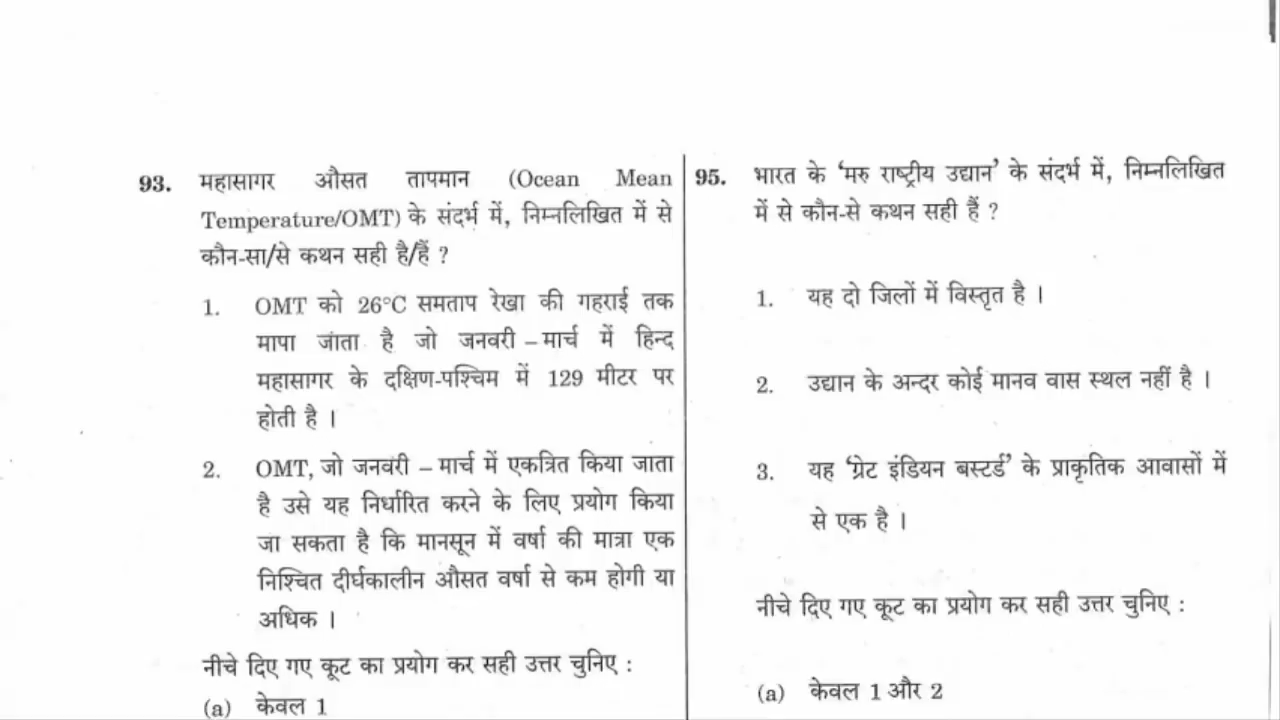 93. महासागर औसत तापमान (Ocean Mean
Temperature/OMT) के संदर्भ में, निम्नलिखित में से
कौन-सा/से कथन सही है/हैं ?
1. OMT को 26°C समताप रेखा की गहराई तक
मापा जाता है जो जनवरी – मार्च में हिन्द
महासागर के दक्षिण-पश्चिम में 129 मीटर पर
होती है ।
2. OMT, जो जनवरी – मार्च में एकत्रित किया जाता
है उसे यह निर्धारित करने के लिए प्रयोग किया
जा सकता है कि मानसून में वर्षा की मात्रा एक
निश्चित दीर्घकालीन औसत वर्षा से कम होगी या
अधिक ।
नीचे दिए गए कूट का प्रयोग कर सही उत्तर चुनिए :
(a) केवल 1
95. भारत के ‘मरु राष्ट्रीय उद्यान’ के संदर्भ में, निम्नलिखित
में से कौन-से कथन सही हैं ?
1. यह दो जिलों में विस्तृत है ।
2. उद्यान के अन्दर कोई मानव वास स्थल नहीं है ।
3. यह ‘ग्रेट इंडियन बस्टर्ड’ के प्राकृतिक आवासों में
से एक है ।
नीचे दिए गए कूट का प्रयोग कर सही उत्तर चुनिए :
(a) केवल 1 और 2